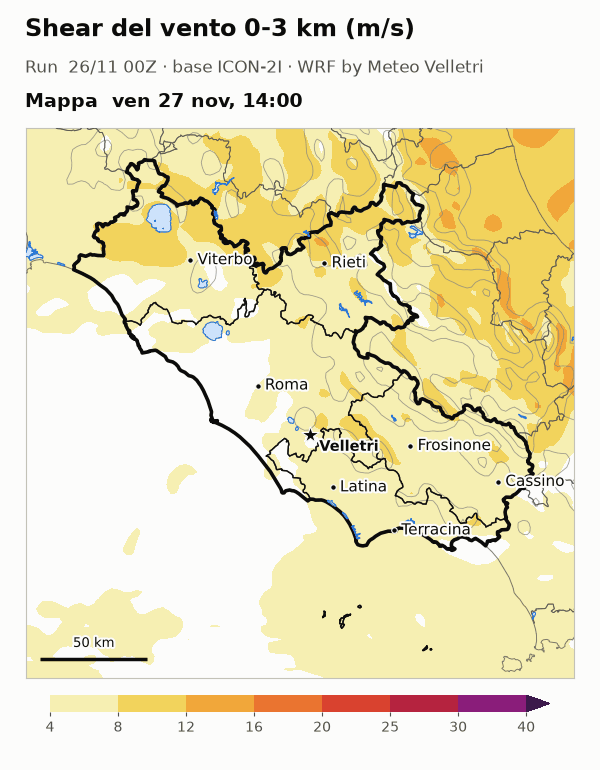 Shear del vento 0-3 km (m/s)
Run  26/11 00Z · base ICON-2I · WRF by Meteo Velletri
Mappa  ven 27 nov, 14:00
Viterbo
Rieti
Roma
Velletri
Frosinone
Cassino
Latina
Terracina
50 km
4 8 12 16 20 25 30 40